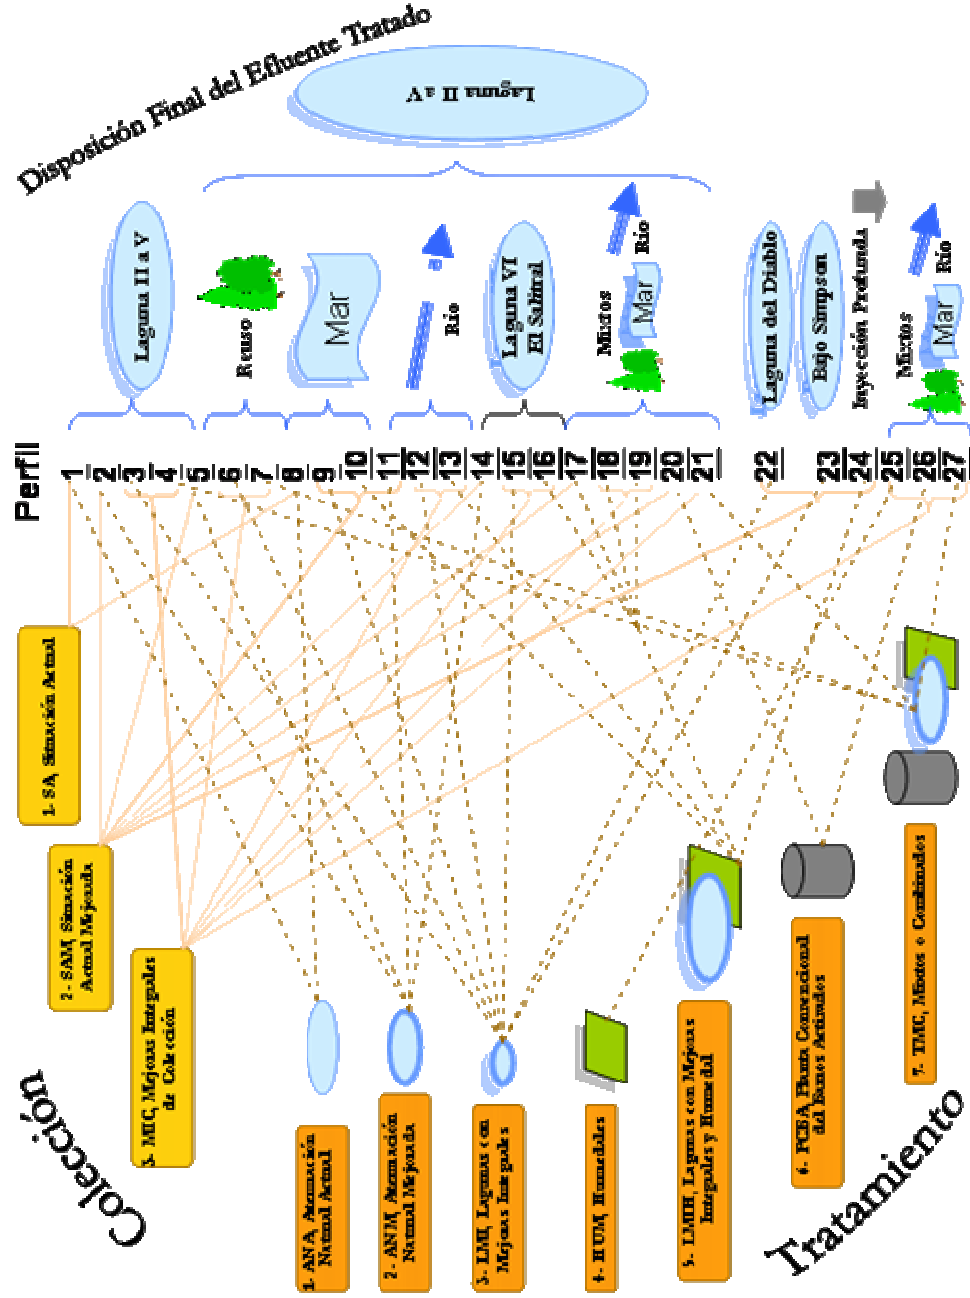 Disposición Final del Efluente Tratado
Laguna II a V
Laguna II a V
Reuso
Mar
Río
Laguna VI
El Salitral
Mixtos
Mar
Río
Laguna del Diablo
Bajo Simpson
Inyección Profunda
Mixtos
Mar
Río
Perfil
1
2
3
4
5
6
7
8
9
10
11
12
13
14
15
16
17
18
19
20
21
22
23
24
25
26
27
Colección
1- SA, Situación Actual
2- SAM, Situación
Actual Mejorada
3- MIC, Mejoras Integrales
de Colección
Tratamiento
1- ANA, Atenuación
Natural Actual
2- ANM, Atenuación
Natural Mejorada
3- LMI, Lagunas con
Mejoras Integrales
4- HUM, Humedales
5- LMIH, Lagunas con Mejoras
Integrales y Humedal
6- PCBA, Planta Convencional
del Barros Activados
7- TMC, Mixtos o Combinados